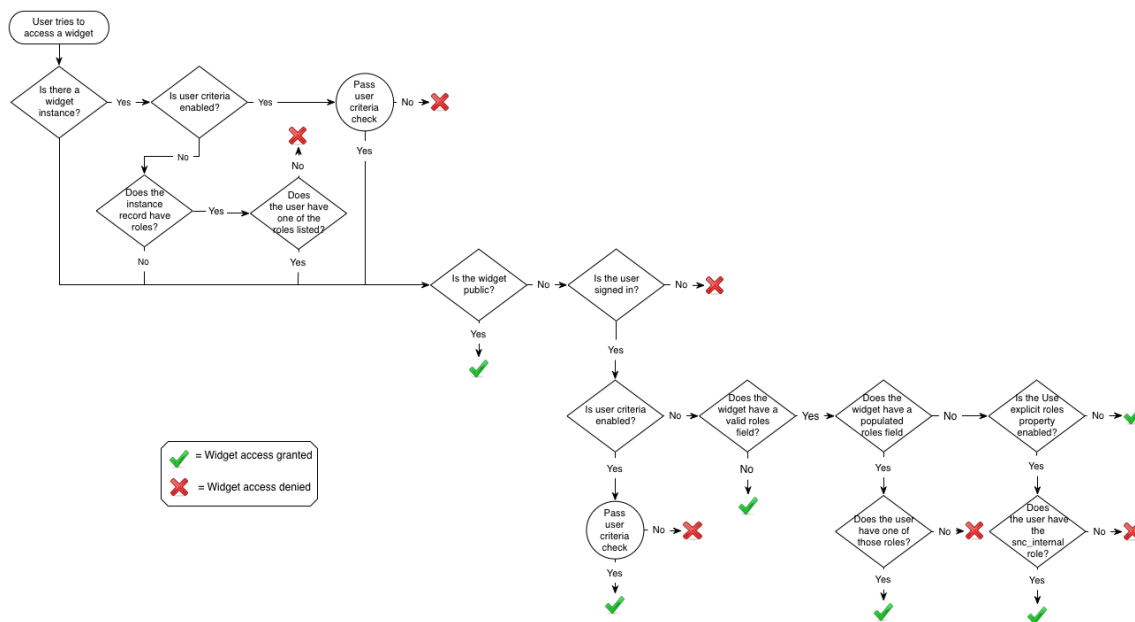 User tries to
access a widget
Is there a
widget
instance?
Yes
Is user criteria
enabled?
Yes
Pass
user
criteria
check
No
No
Yes
No
Does the
instance
record have
roles?
Yes
Does
the user have
one of the
roles listed?
No
Yes
Is the widget
public?
No
Is the user
signed in?
No
Yes
Yes
Is user criteria
enabled?
No
Does the
widget have a
valid roles
field?
Yes
Does the
widget have a
populated
roles field
No
Is the Use
explicit roles
property
enabled?
No
= Widget access granted
= Widget access denied
Yes
No
Yes
Yes
Pass
user
criteria
check
No
Does the user
have one of
those roles?
No
Does
the user have
the
snc_internal
role?
No
Yes
Yes
Yes